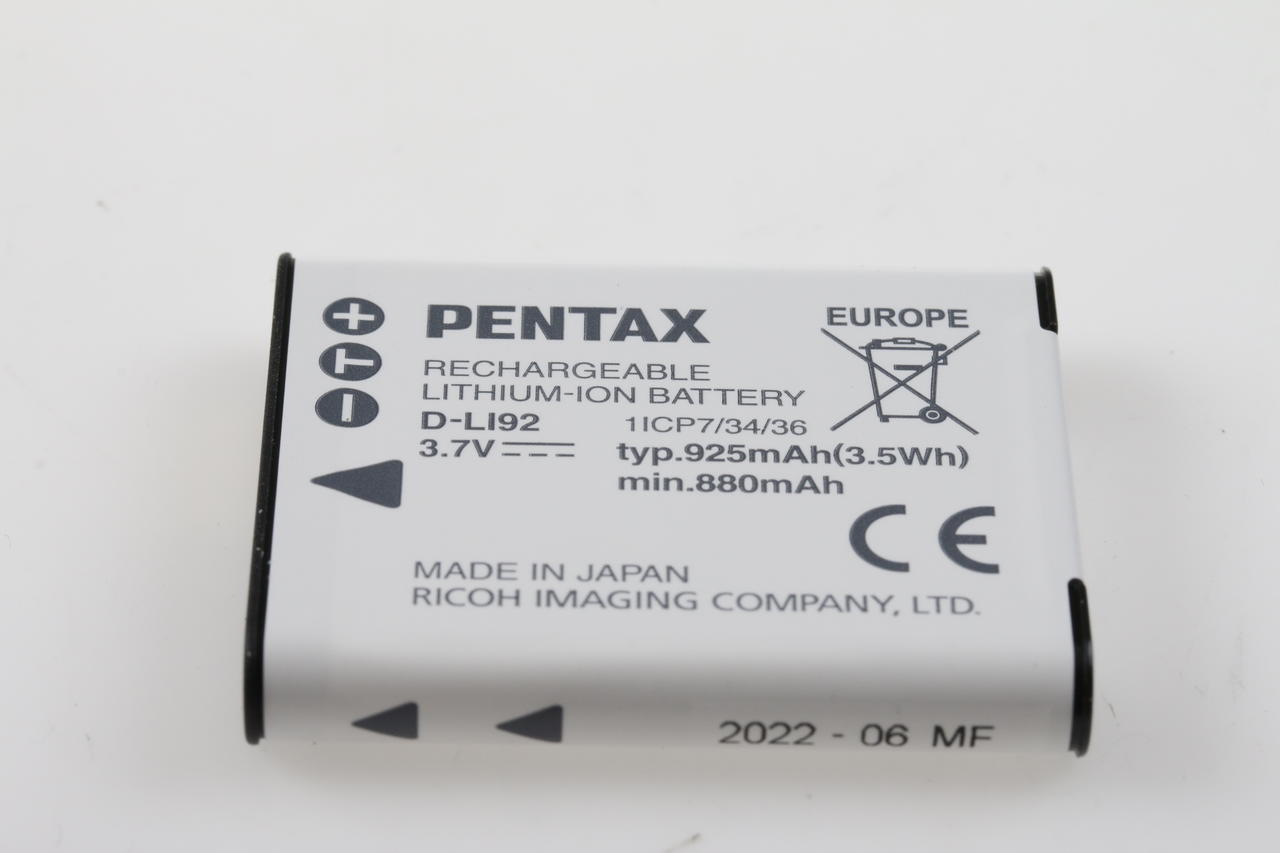 PENTAX
EUROPE
RECHARGEABLE
LITHIUM-ION BATTERY
D-LI92 1ICP7/34/36
3.7V typ.925mAh(3.5Wh)
min.880mAh
CE
MADE IN JAPAN
RICOH IMAGING COMPANY, LTD.
2022 - 06 MF